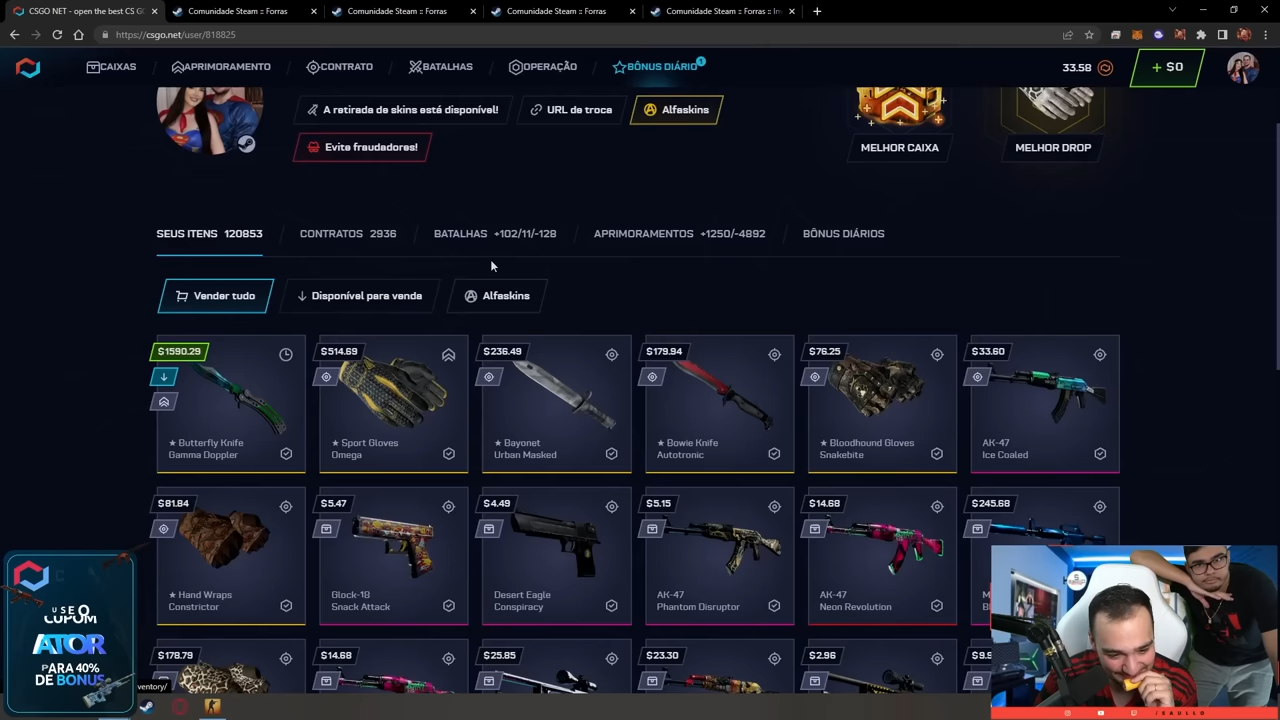 CSGO NET - open the best CS GO
Comunidade Steam :: Forras
Comunidade Steam :: Forras
Comunidade Steam :: Forras
Comunidade Steam :: Forras :: Inv
https://csgo.net/user/818825
CAIXAS
APRIMORAMENTO
CONTRATO
BATALHAS
OPERAÇÃO
BÔNUS DIÁRIO 1
33.58
+ $0
A retirada de skins está disponível!
URL de troca
Alfaskins
Evite fraudadores!
MELHOR CAIXA
MELHOR DROP
SEUS ITENS 120853
CONTRATOS 2936
BATALHAS +102/11/-128
APRIMORAMENTOS +1250/-4892
BÔNUS DIÁRIOS
Vender tudo
Disponível para venda
Alfaskins
$1590.29
$514.69
$236.49
$179.94
$76.25
$33.60
★ Butterfly Knife
Gamma Doppler
★ Sport Gloves
Omega
★ Bayonet
Urban Masked
★ Bowie Knife
Autotronic
★ Bloodhound Gloves
Snakebite
AK-47
Ice Coaled
$81.84
$5.47
$4.49
$5.15
$14.68
$245.68
★ Hand Wraps
Constrictor
Glock-18
Snack Attack
Desert Eagle
Conspiracy
AK-47
Phantom Disruptor
AK-47
Neon Revolution
$178.79
$14.68
$25.85
$23.30
$2.96
USE O
CUPOM
ATOR
PARA 40%
DE BONUS
ventory/